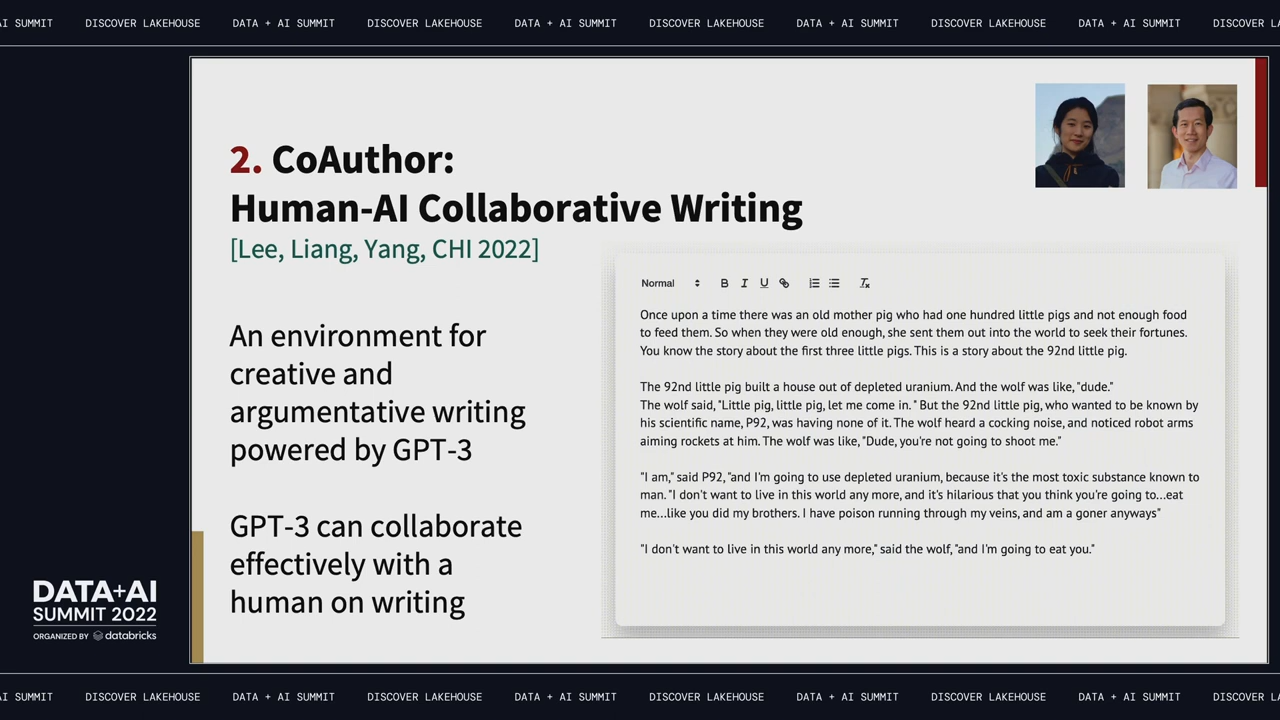 AI SUMMIT DISCOVER LAKEHOUSE DATA + AI SUMMIT DISCOVER LAKEHOUSE DATA + AI SUMMIT DISCOVER LAKEHOUSE DATA + AI SUMMIT DISCOVER LAKEHOUSE DATA + AI SUMMIT DISCOVER LA
2. CoAuthor:
Human-AI Collaborative Writing
[Lee, Liang, Yang, CHI 2022]
An environment for
creative and
argumentative writing
powered by GPT-3
GPT-3 can collaborate
effectively with a
human on writing
Normal B I U
Once upon a time there was an old mother pig who had one hundred little pigs and not enough food
to feed them. So when they were old enough, she sent them out into the world to seek their fortunes.
You know the story about the first three little pigs. This is a story about the 92nd little pig.
The 92nd little pig built a house out of depleted uranium. And the wolf was like, "dude."
The wolf said, "Little pig, little pig, let me come in." But the 92nd little pig, who wanted to be known by
his scientific name, P92, was having none of it. The wolf heard a cocking noise, and noticed robot arms
aiming rockets at him. The wolf was like, "Dude, you're not going to shoot me."
"I am," said P92, "and I'm going to use depleted uranium, because it's the most toxic substance known to
man. "I don't want to live in this world any more, and it's hilarious that you think you're going to...eat
me...like you did my brothers. I have poison running through my veins, and am a goner anyways"
"I don't want to live in this world any more," said the wolf, "and I'm going to eat you."
DATA+AI
SUMMIT 2022
ORGANIZED BY databricks
AI SUMMIT DISCOVER LAKEHOUSE DATA + AI SUMMIT DISCOVER LAKEHOUSE DATA + AI SUMMIT DISCOVER LAKEHOUSE DATA + AI SUMMIT DISCOVER LAKEHOUSE DATA + AI SUMMIT DISCOVER LA